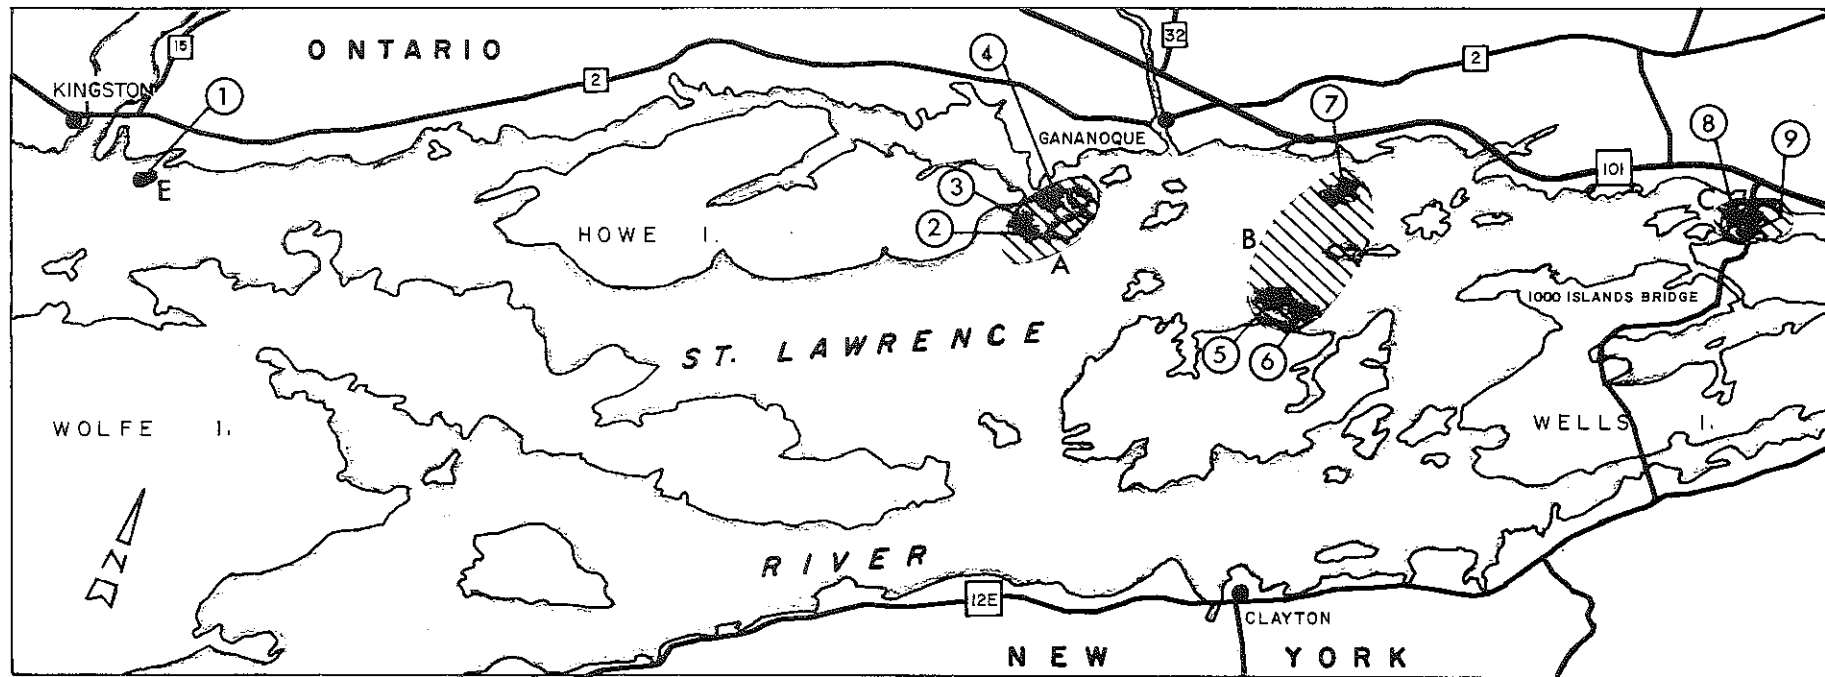 ONTARIO
15
32
2
2
KINGSTON
1
4
7
8
9
GANANOQUE
101
E
3
2
HOWE I.
A
B
C
1000 ISLANDS BRIDGE
ST. LAWRENCE
5
6
WOLFE I.
WELLS I.
N
RIVER
12E
CLAYTON
NEW YORK